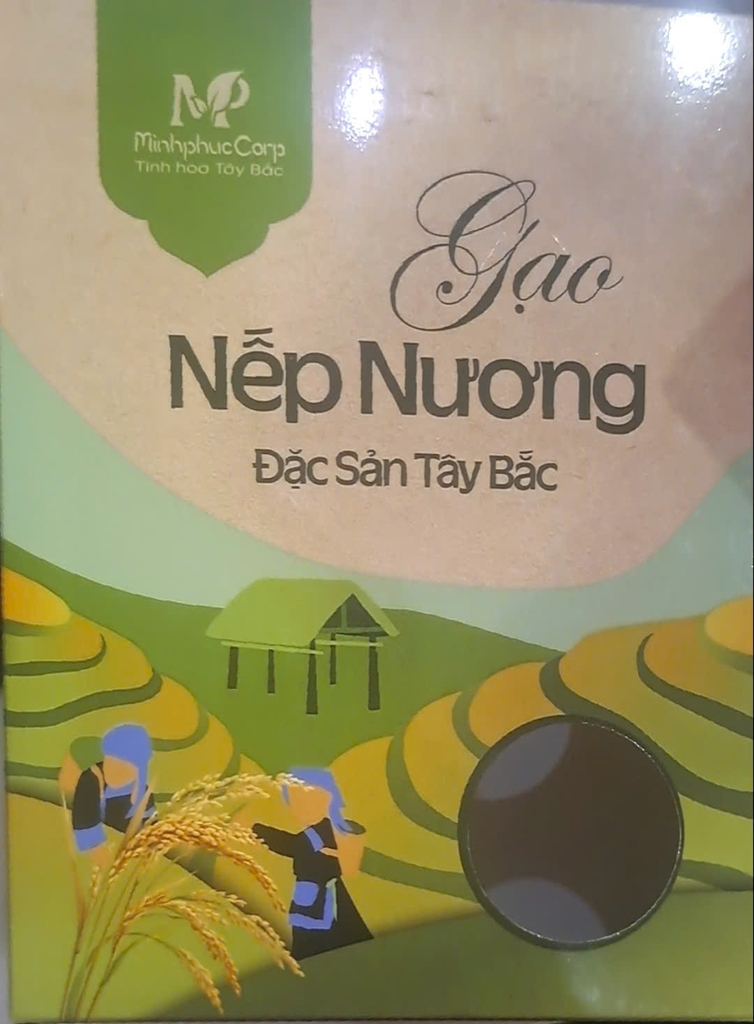 MP
MinhphucCorp
Tinh hoa Tây Bắc
Gạo
Nếp Nương
Đặc Sản Tây Bắc